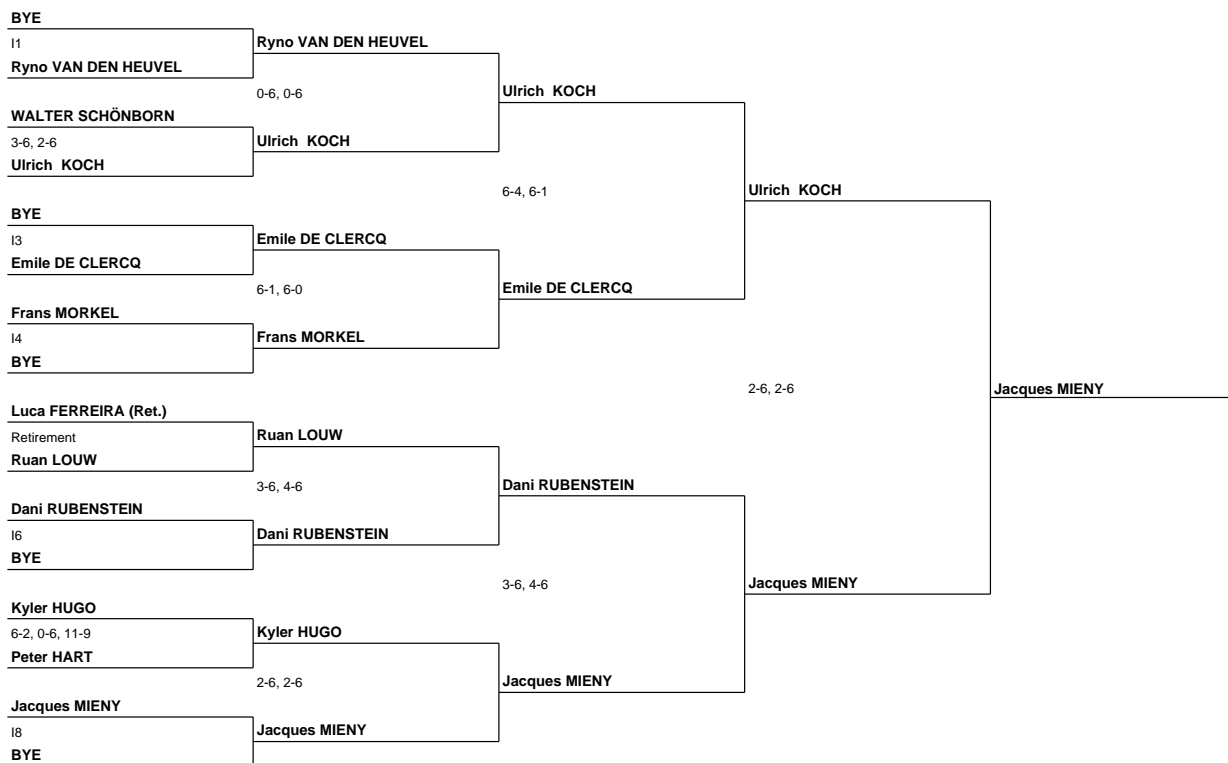 BYE
I1
Ryno VAN DEN HEUVEL
WALTER SCHÖNBORN
3-6, 2-6
Ulrich  KOCH
BYE
I3
Emile DE CLERCQ
Frans MORKEL
I4
BYE
Luca FERREIRA (Ret.)
Retirement
Ruan LOUW
Dani RUBENSTEIN
I6
BYE
Kyler HUGO
6-2, 0-6, 11-9
Peter HART
Jacques MIENY
I8
BYE
Ryno VAN DEN HEUVEL
0-6, 0-6
Ulrich  KOCH
Emile DE CLERCQ
6-1, 6-0
Frans MORKEL
Ruan LOUW
3-6, 4-6
Dani RUBENSTEIN
Kyler HUGO
2-6, 2-6
Jacques MIENY
Ulrich  KOCH
6-4, 6-1
Emile DE CLERCQ
Dani RUBENSTEIN
3-6, 4-6
Jacques MIENY
Ulrich  KOCH
2-6, 2-6
Jacques MIENY
Jacques MIENY